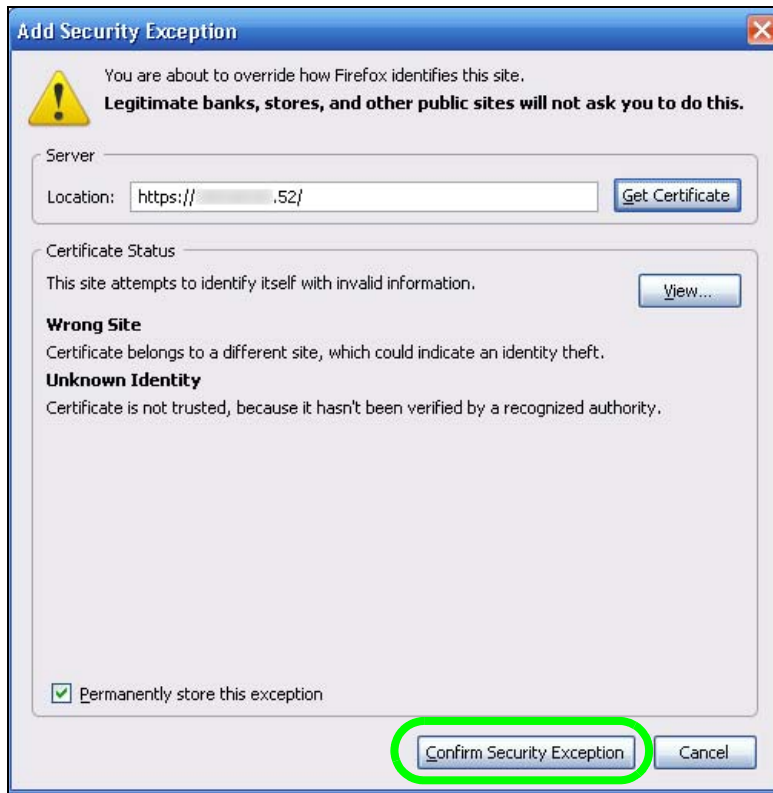 Add Security Exception
You are about to override how Firefox identifies this site.
Legitimate banks, stores, and other public sites will not ask you to do this.
Server
Location: https:// .52/ Get Certificate
Certificate Status
This site attempts to identify itself with invalid information.
View...
Wrong Site
Certificate belongs to a different site, which could indicate an identity theft.
Unknown Identity
Certificate is not trusted, because it hasn't been verified by a recognized authority.
Permanently store this exception
Confirm Security Exception Cancel